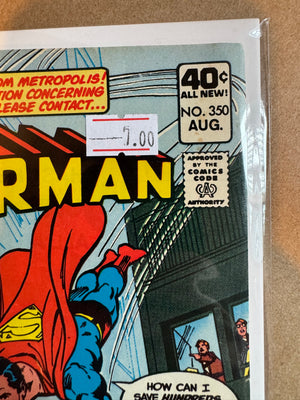 OM METROPOLIS!
TION CONCERNING
LEASE CONTACT...
40¢
ALL NEW!
NO. 350
AUG.
7.00
RMAN
APPROVED
BY THE
COMICS
CODE
CA
AUTHORITY
HOW CAN I
SAVE HUNDREDS